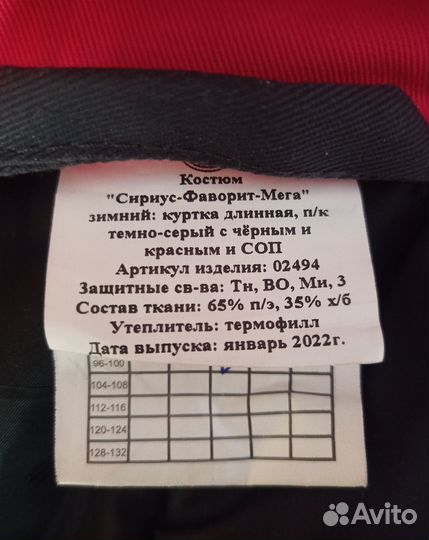 Костюм
"Сириус-Фаворит-Мега"
зимний: куртка длинная, п/к
темно-серый с чёрным и
красным и СОП
Артикул изделия: 02494
Защитные св-ва: Тн, ВО, Ми, З
Состав ткани: 65% п/э, 35% х/б
Утеплитель: термофилл
Дата выпуска: январь 2022г.
96-100
104-108
112-116
120-124
128-132
Avito